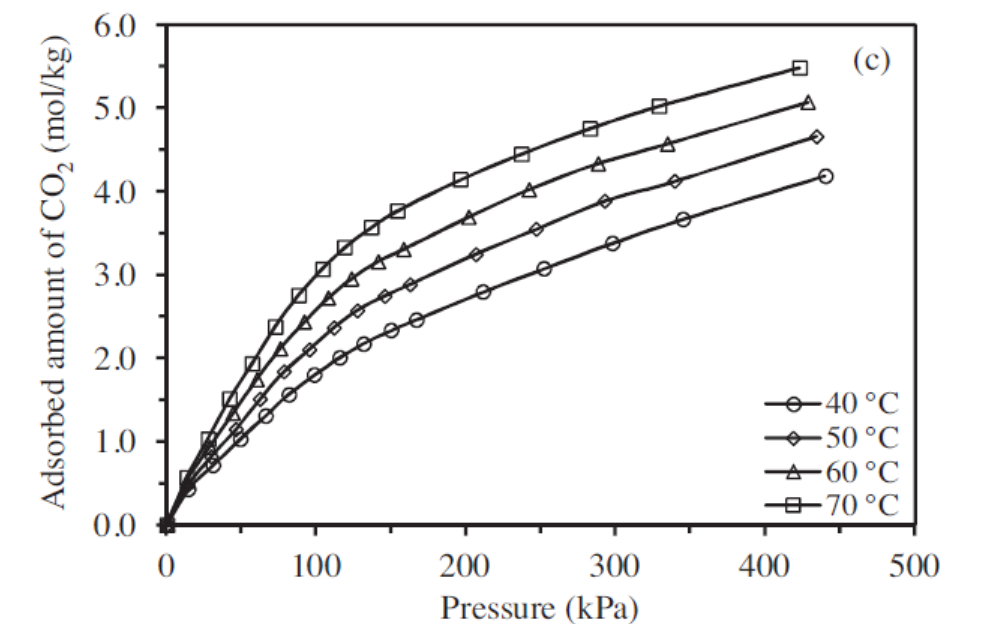 6.0
(c)
5.0
4.0
3.0
2.0
1.0
0.0
Adsorbed amount of CO₂ (mol/kg)
40 °C
50 °C
60 °C
70 °C
0 100 200 300 400 500
Pressure (kPa)